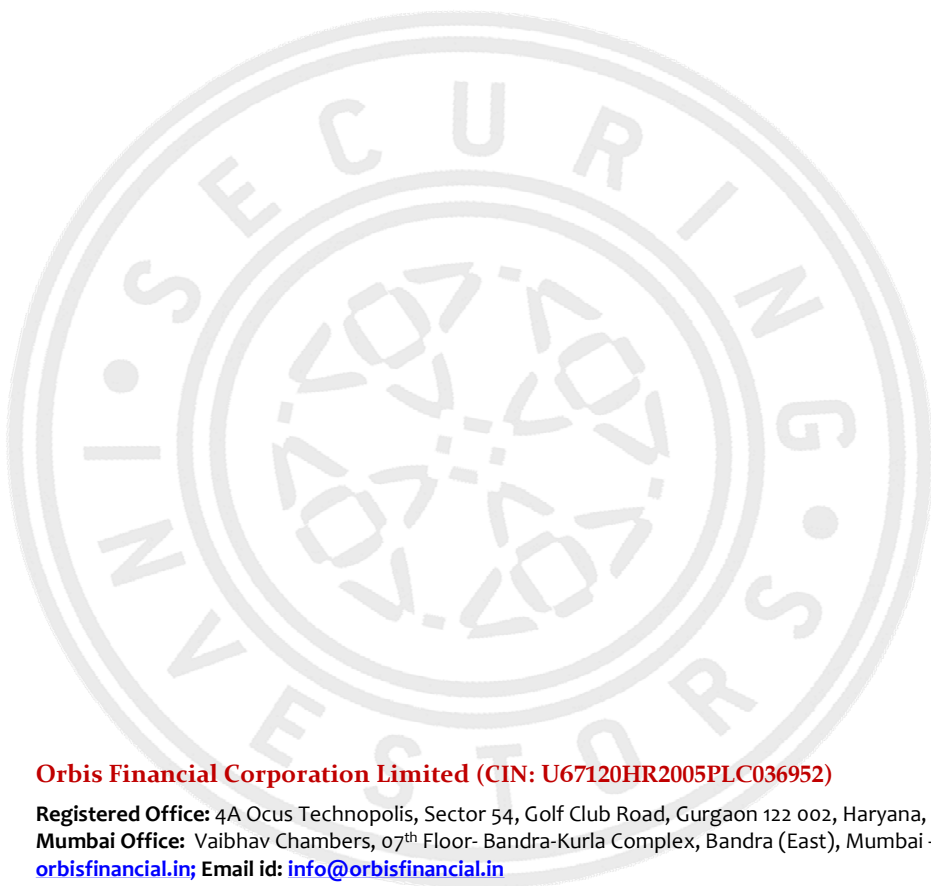 SECURING
INVESTORS
Orbis Financial Corporation Limited (CIN: U67120HR2005PLC036952)
Registered Office: 4A Ocus Technopolis, Sector 54, Golf Club Road, Gurgaon 122 002, Haryana,
Mumbai Office: Vaibhav Chambers, 07th Floor- Bandra-Kurla Complex, Bandra (East), Mumbai -
orbisfinancial.in; Email id: info@orbisfinancial.in